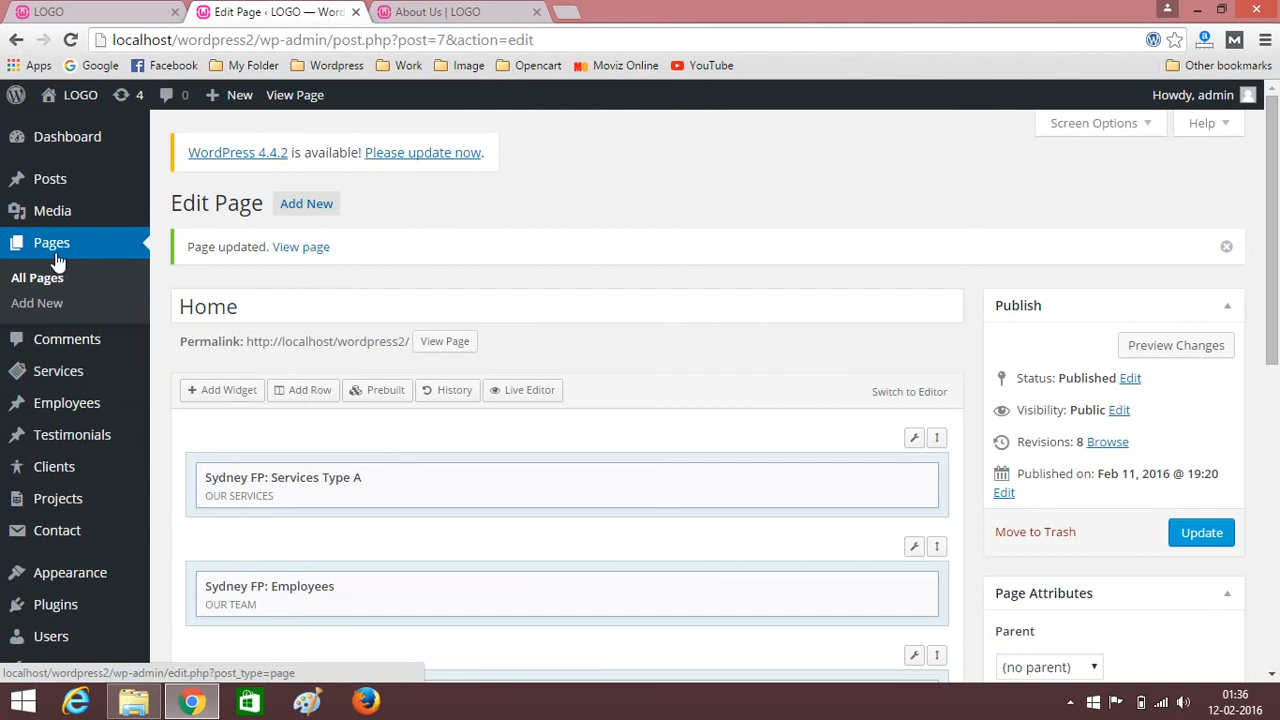 LOGO
Edit Page ‹ LOGO — Word
About Us | LOGO
localhost/wordpress2/wp-admin/post.php?post=7&action=edit
Apps
Google
Facebook
My Folder
Wordpress
Work
Image
Opencart
Moviz Online
YouTube
Other bookmarks
LOGO
4
0
New
View Page
Howdy, admin
Dashboard
Posts
Media
Pages
All Pages
Add New
Comments
Services
Employees
Testimonials
Clients
Projects
Contact
Appearance
Plugins
Users
Screen Options
Help
WordPress 4.4.2 is available! Please update now.
Edit Page
Add New
Page updated. View page
Home
Permalink: http://localhost/wordpress2/
View Page
Add Widget
Add Row
Prebuilt
History
Live Editor
Switch to Editor
Sydney FP: Services Type A
OUR SERVICES
Sydney FP: Employees
OUR TEAM
Publish
Preview Changes
Status: Published Edit
Visibility: Public Edit
Revisions: 8 Browse
Published on: Feb 11, 2016 @ 19:20
Edit
Move to Trash
Update
Page Attributes
Parent
(no parent)
localhost/wordpress2/wp-admin/edit.php?post_type=page
01:36
12-02-2016